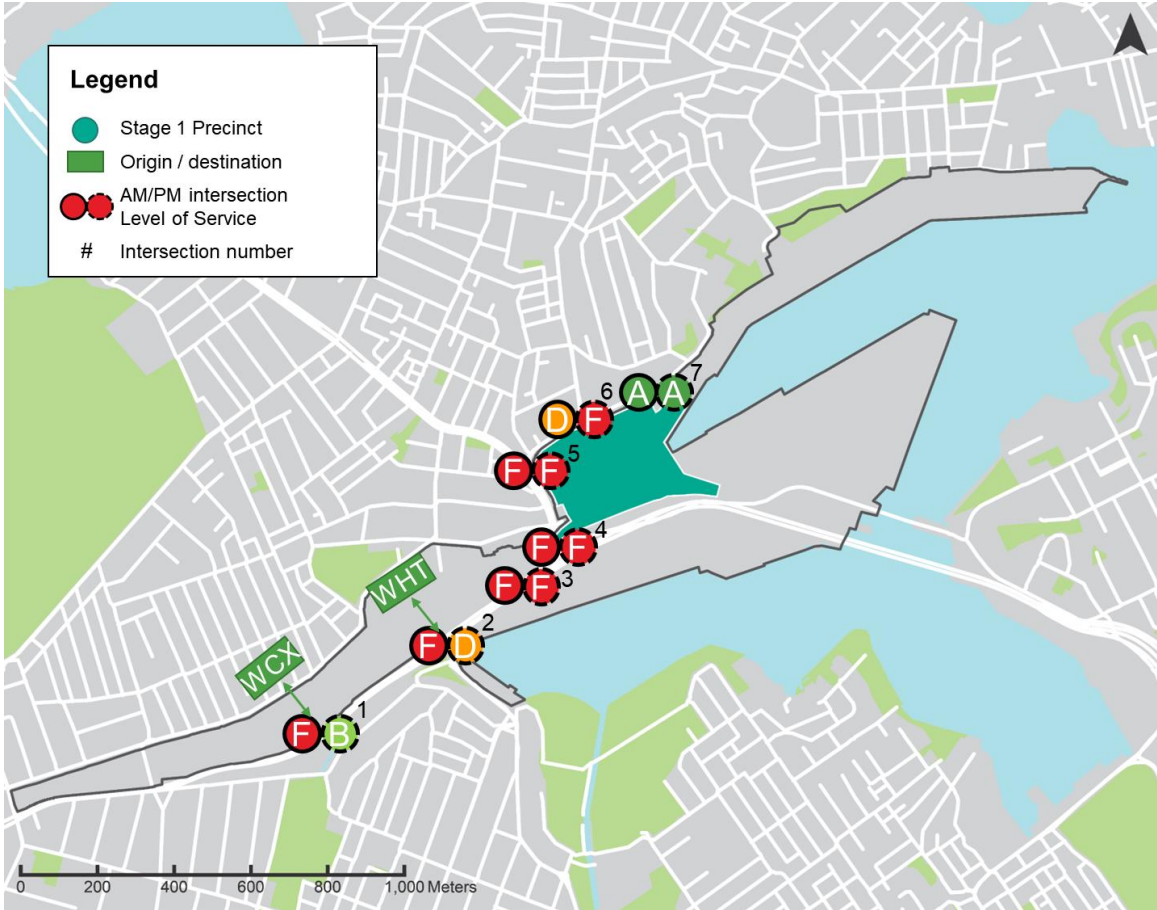 Legend
Stage 1 Precinct
Origin / destination
AM/PM intersection
Level of Service
# Intersection number
A A 7
D F 6
F F 5
F F 4
F F 3
WHT
F D 2
WCX
F B 1
0 200 400 600 800 1,000 Meters